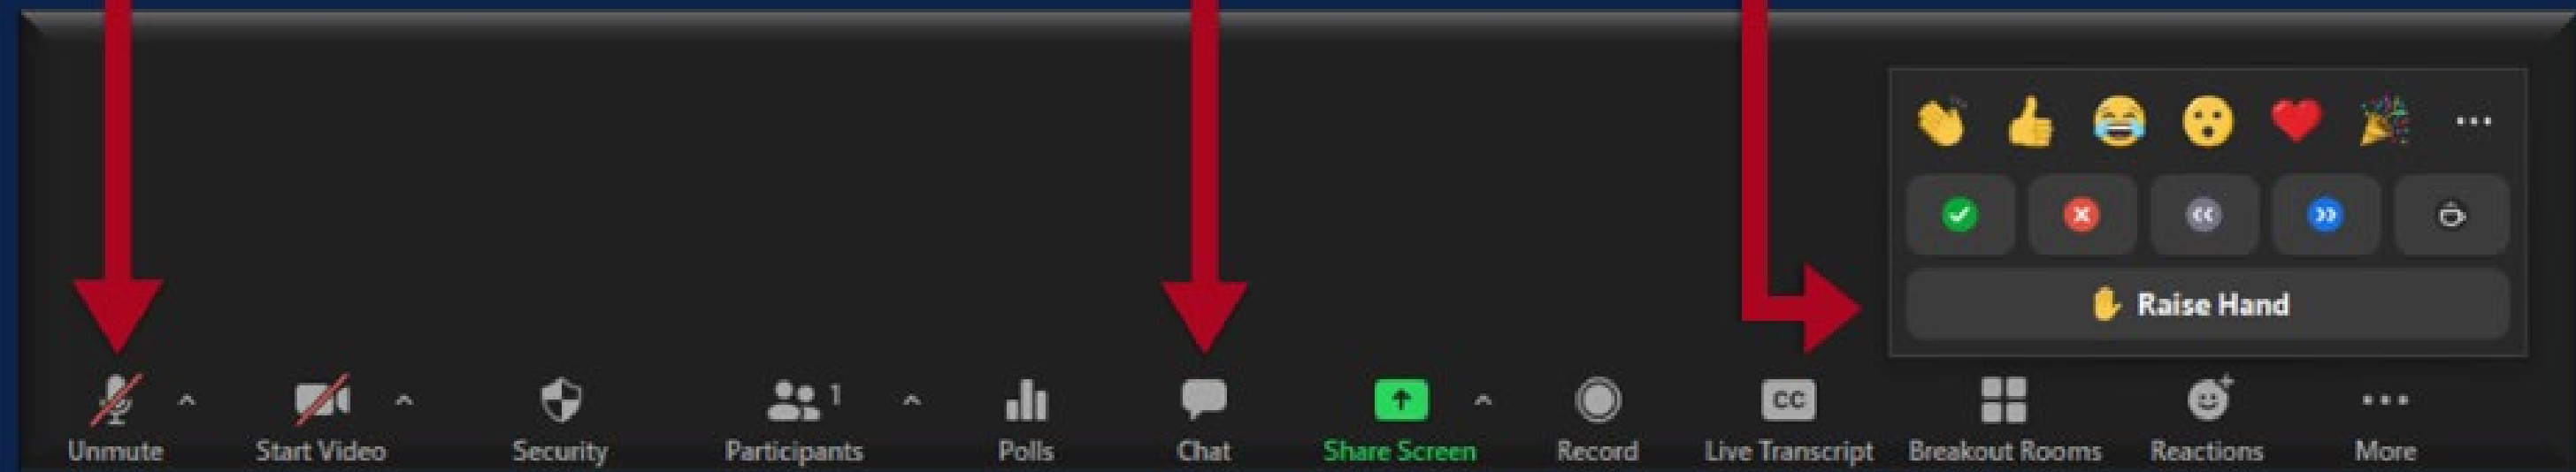 Raise Hand
1
CC
Unmute Start Video Security Participants Polls Chat Share Screen Record Live Transcript Breakout Rooms Reactions More